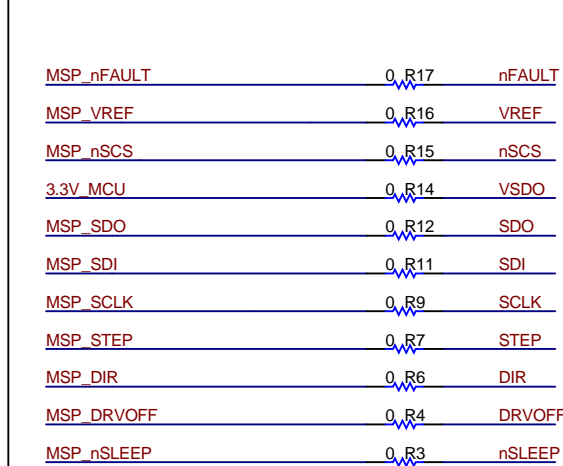 MSP_nFAULT 0 R17 nFAULT
MSP_VREF 0 R16 VREF
MSP_nSCS 0 R15 nSCS
3.3V_MCU 0 R14 VSDO
MSP_SDO 0 R12 SDO
MSP_SDI 0 R11 SDI
MSP_SCLK 0 R9 SCLK
MSP_STEP 0 R7 STEP
MSP_DIR 0 R6 DIR
MSP_DRVOFF 0 R4 DRVOFF
MSP_nSLEEP 0 R3 nSLEEP